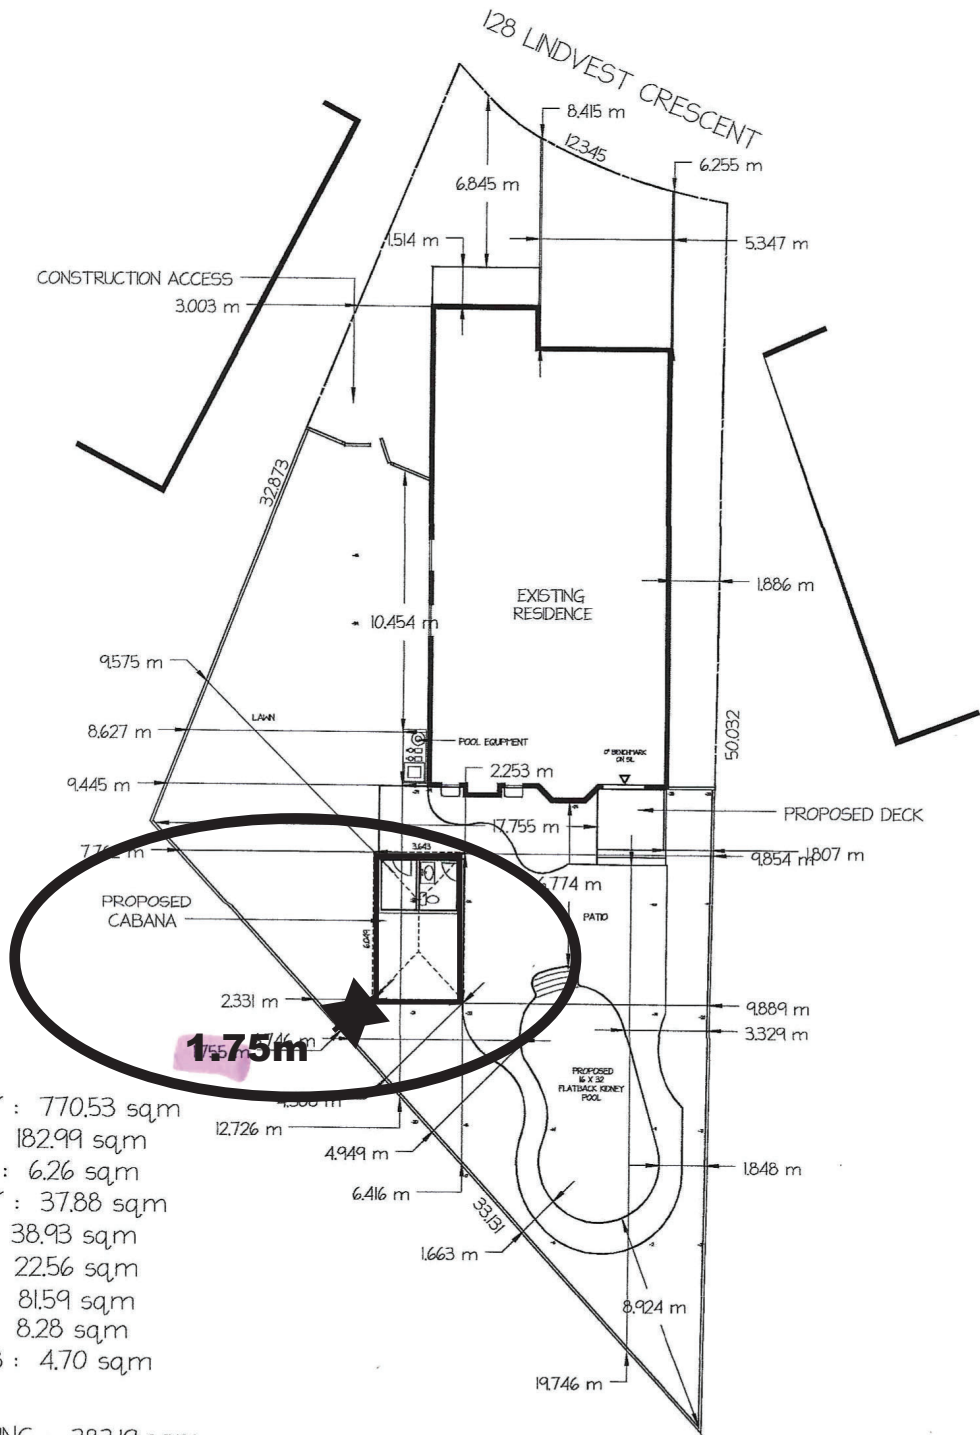 128 LINDVEST CRESCENT
8.415 m
12.345
6.255 m
6.845 m
1.514 m
5.347 m
CONSTRUCTION ACCESS
3.003 m
32.873
10.454 m
EXISTING
RESIDENCE
1.886 m
9.575 m
LAWN
8.627 m
POOL EQUIPMENT
50.032
2.253 m
9.445 m
PROPOSED DECK
17.755 m
3.643
9.854 m
1.807 m
PROPOSED
CABANA
6.049
PATIO
2.331 m
9.889 m
3.329 m
1.75m
PROPOSED
16 X 32
FLATBACK KIDNEY
POOL
770.53 sq.m
12.726 m
182.99 sq.m
4.949 m
6.26 sq.m
1.848 m
6.416 m
37.88 sq.m
33.131
38.93 sq.m
1.663 m
22.56 sq.m
81.59 sq.m
8.924 m
8.28 sq.m
4.70 sq.m
19.746 m